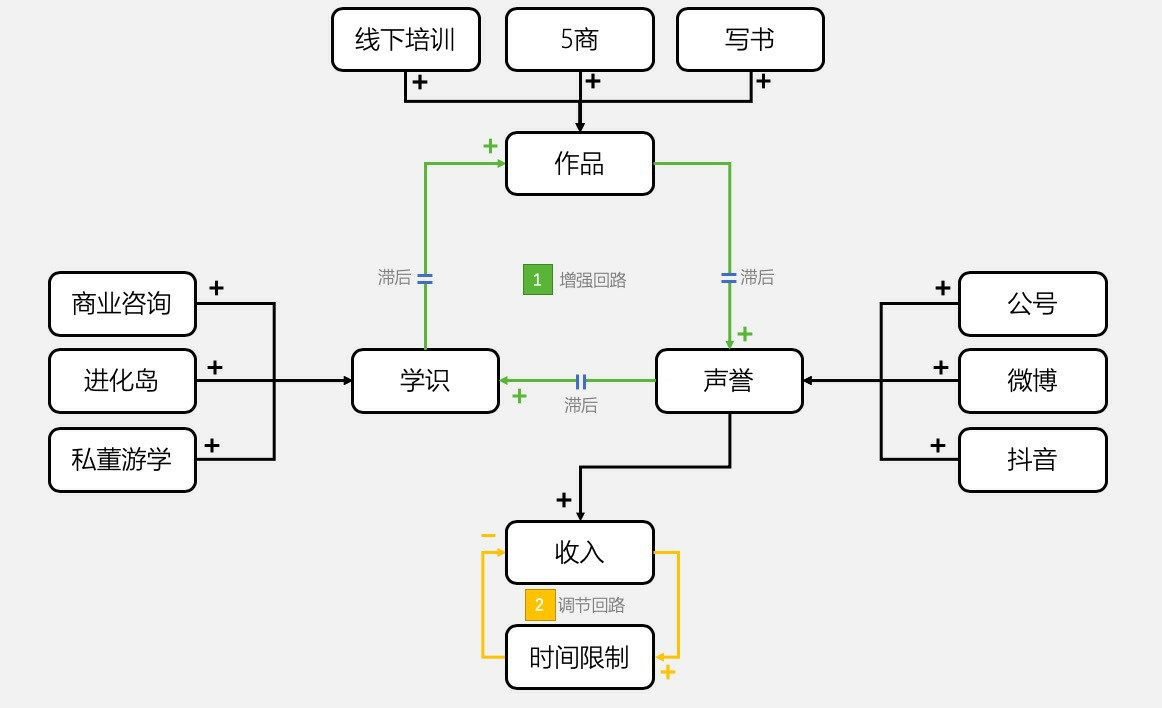 线下培训
5商
写书
+
+
+
作品
+
滞后
1
增强回路
滞后
商业咨询
+
公号
+
+
进化岛
+
学识
声誉
微博
+
+
滞后
私董游学
+
抖音
+
+
收入
−
2
调节回路
时间限制
+